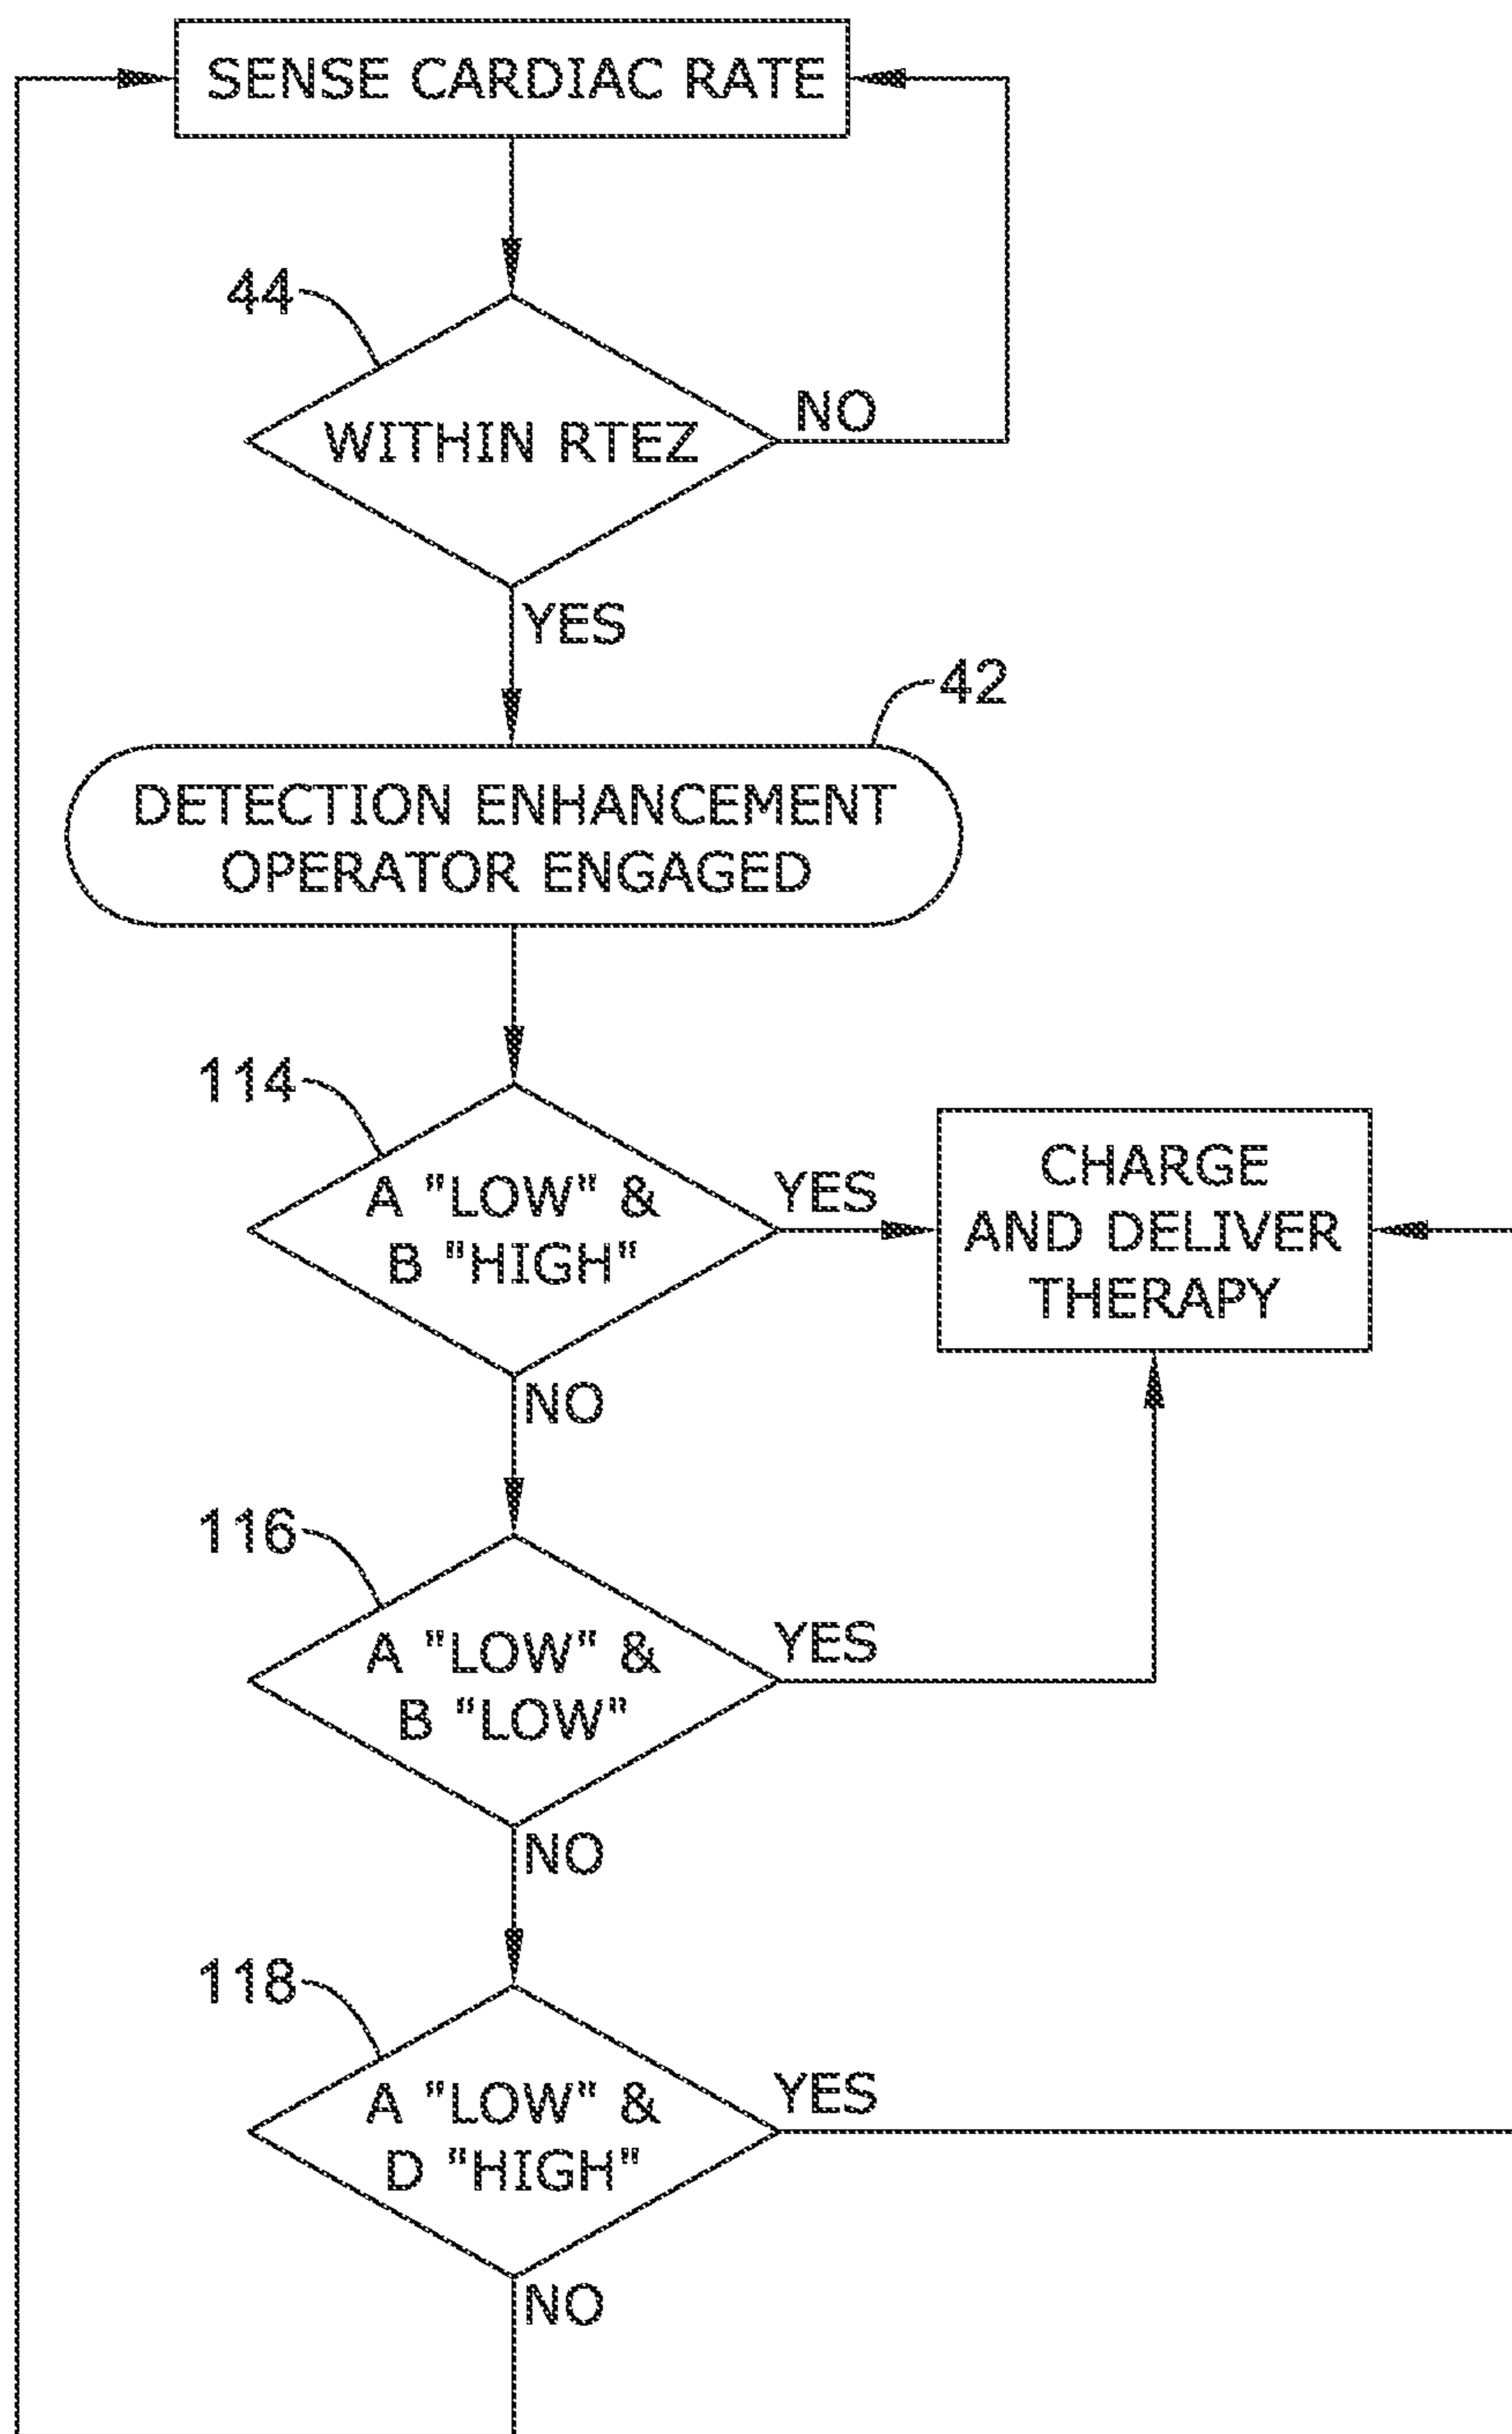 SENSE CARDIAC RATE
44
WITHIN RTEZ
NO
YES
42
DETECTION ENHANCEMENT
OPERATOR ENGAGED
114
A "LOW" &
B "HIGH"
YES
CHARGE
AND DELIVER
THERAPY
NO
116
A "LOW" &
B "LOW"
YES
NO
118
A "LOW" &
D "HIGH"
YES
NO